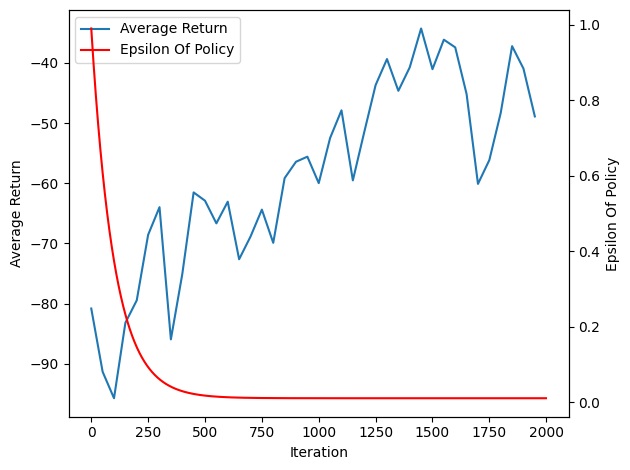 Average Return
Epsilon Of Policy
−40
−50
−60
−70
−80
−90
Average Return
1.0
0.8
0.6
0.4
0.2
0.0
Epsilon Of Policy
0 250 500 750 1000 1250 1500 1750 2000
Iteration